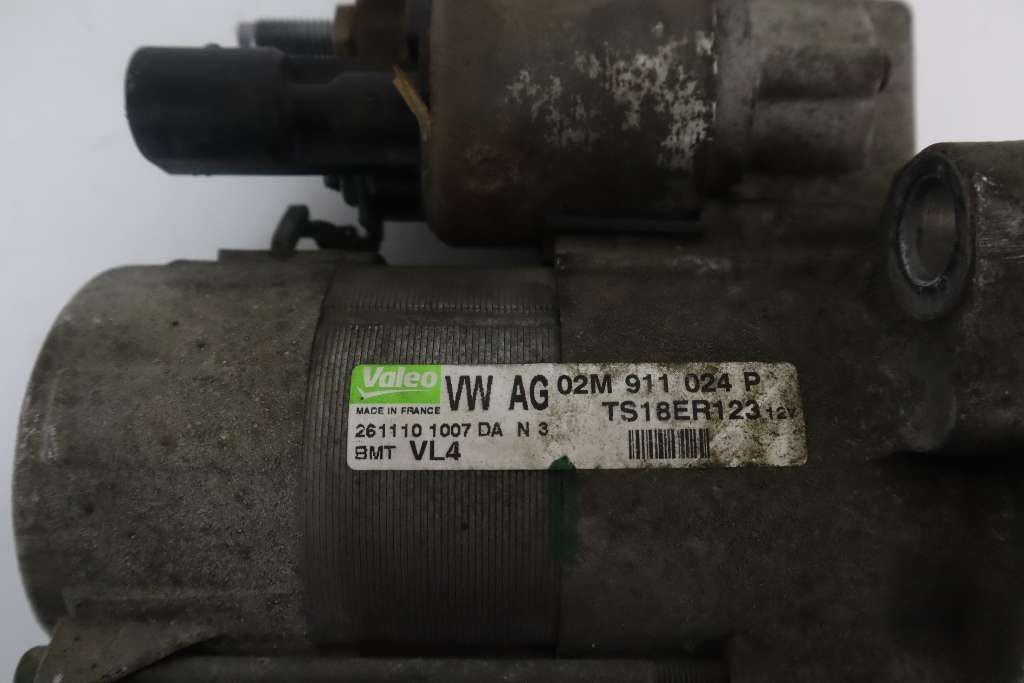 Valeo VW AG 02M 911 024 P
MADE IN FRANCE TS18ER123 12V
261110 1007 DA N 3
BMT VL4